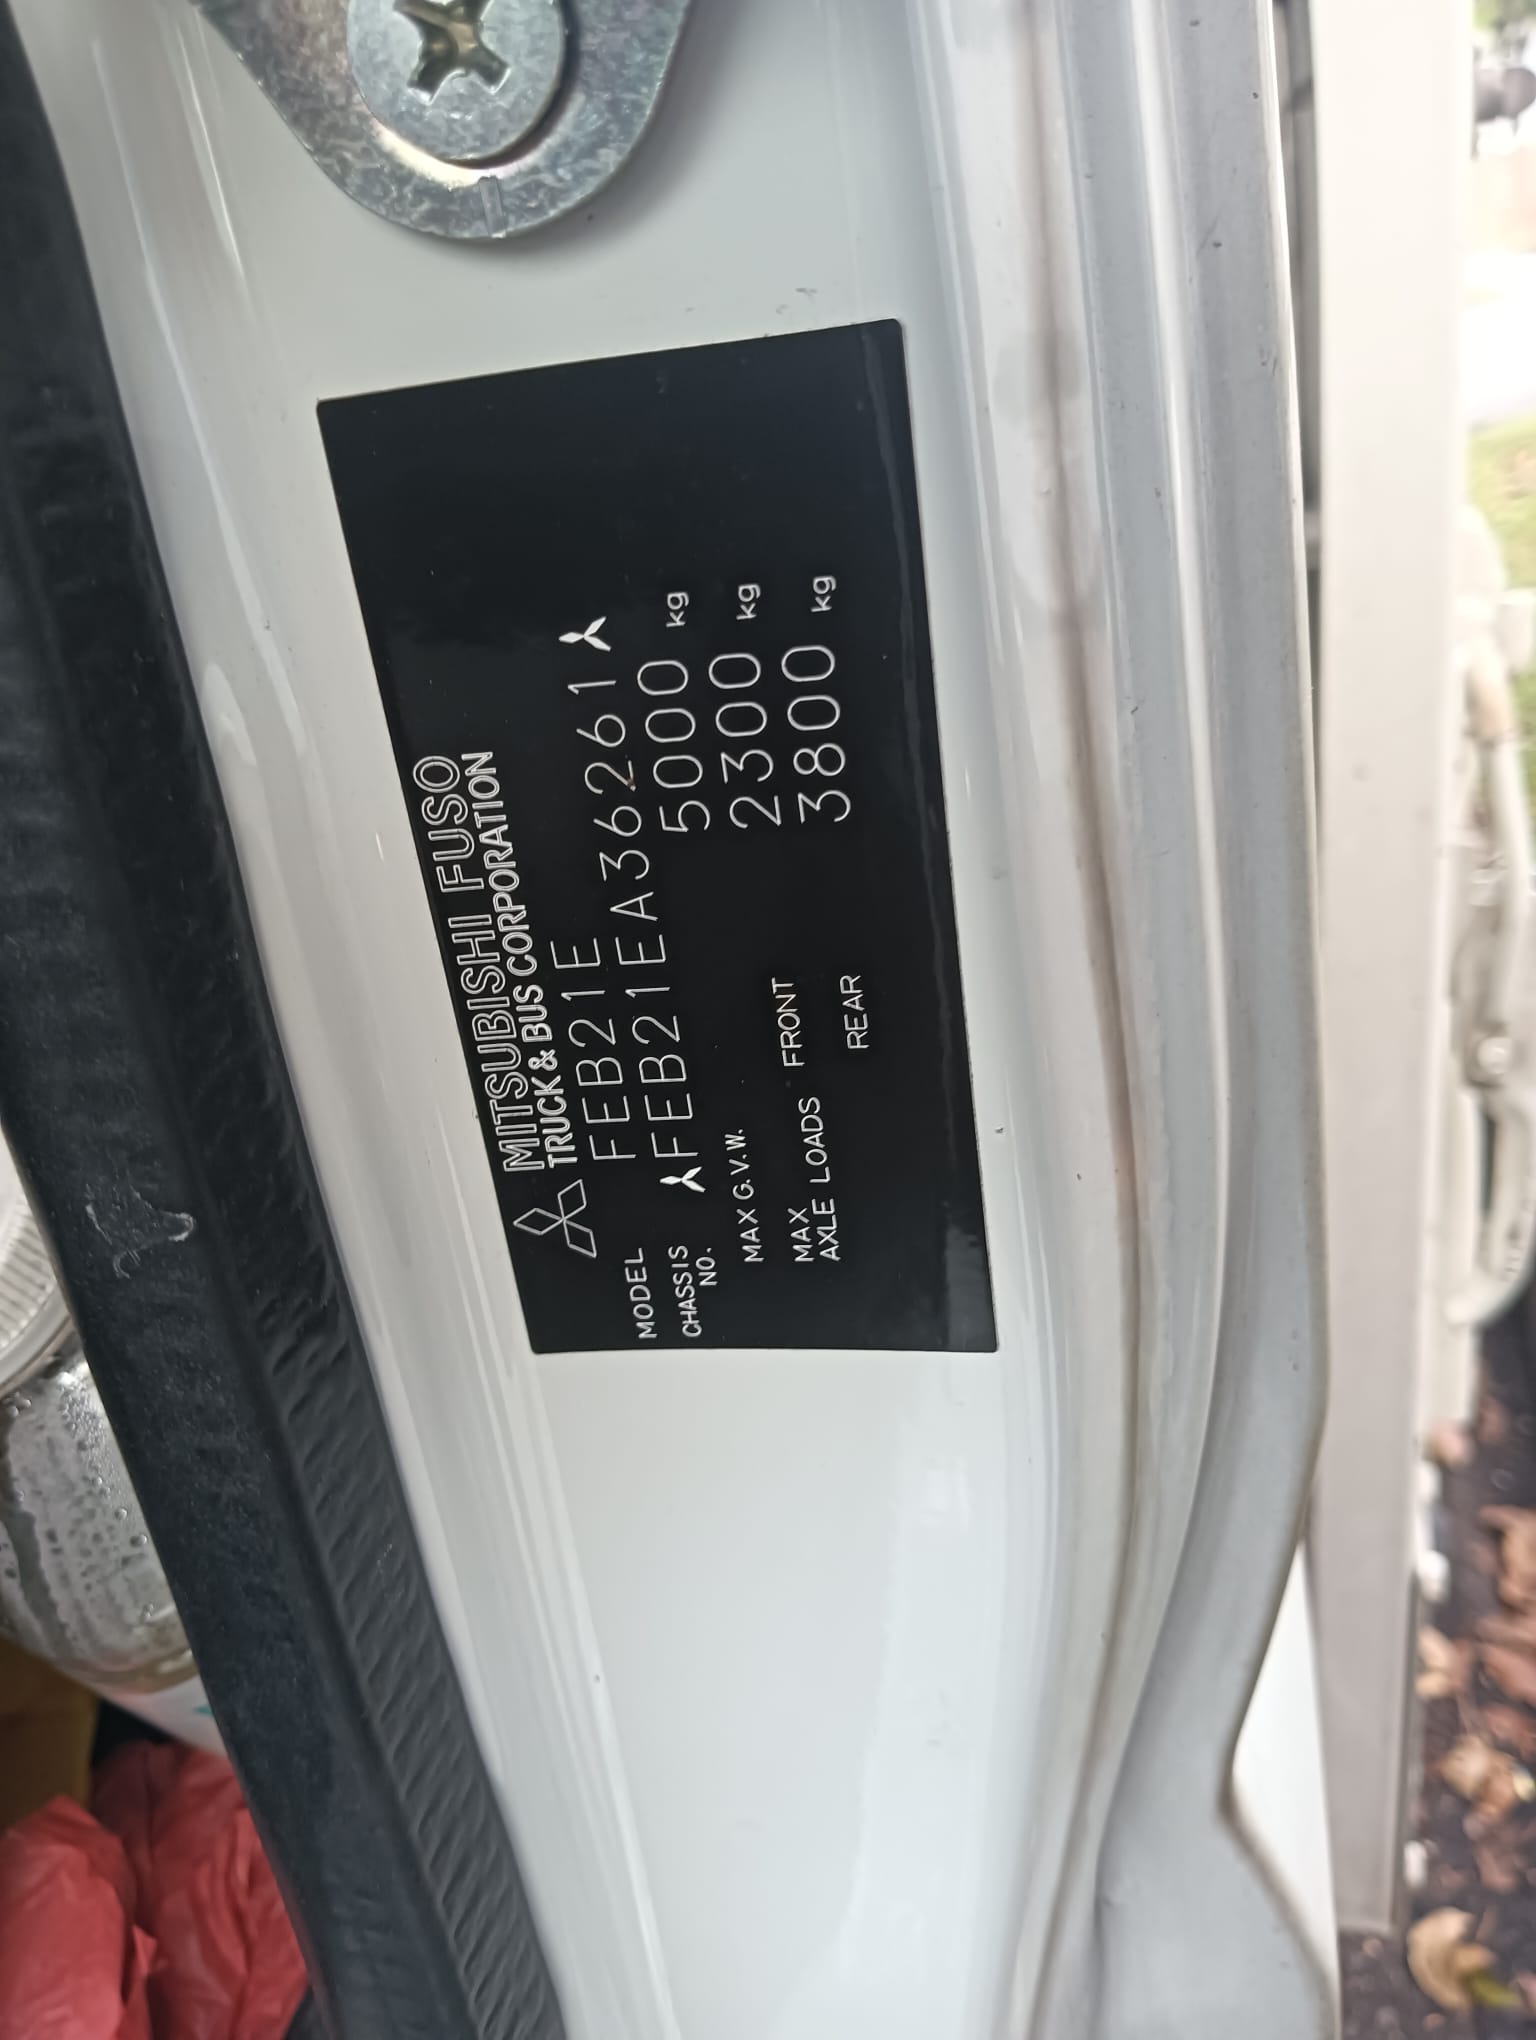 MITSUBISHI FUSO
TRUCK & BUS CORPORATION
MODEL FEB21E
CHASSIS NO. FEB21EA36261
MAX G.V.W. 5000 kg
MAX AXLE LOADS FRONT 2300 kg
REAR 3800 kg